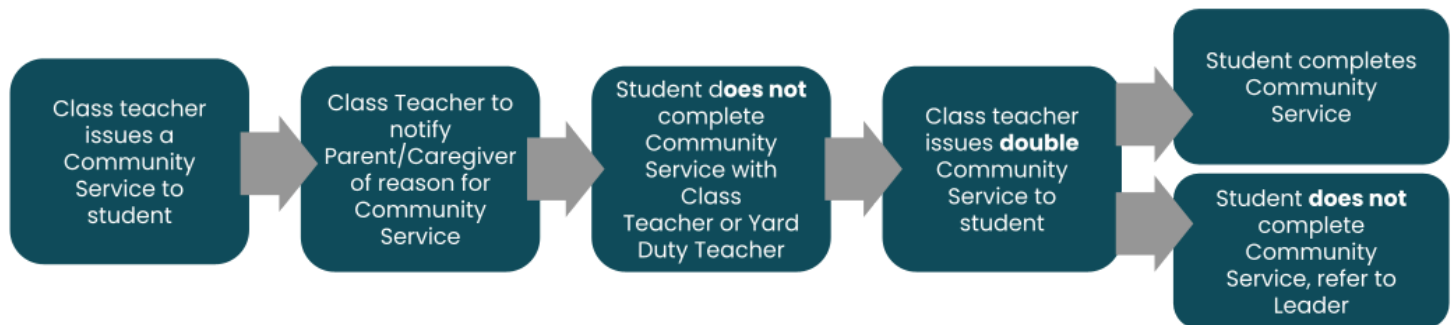 Class teacher
issues a
Community
Service to
student
Class Teacher to
notify
Parent/Caregiver
of reason for
Community
Service
Student does not
complete
Community
Service with
Class
Teacher or Yard
Duty Teacher
Class teacher
issues double
Community
Service to
student
Student completes
Community
Service
Student does not
complete
Community
Service, refer to
Leader